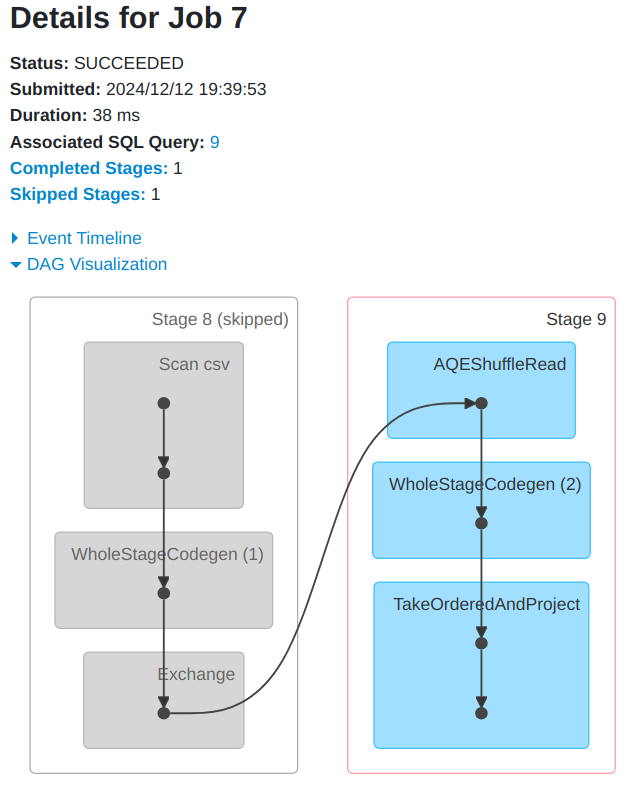 Details for Job 7
Status: SUCCEEDED
Submitted: 2024/12/12 19:39:53
Duration: 38 ms
Associated SQL Query: 9
Completed Stages: 1
Skipped Stages: 1
Event Timeline
DAG Visualization
Stage 8 (skipped)
Scan csv
WholeStageCodegen (1)
Exchange
Stage 9
AQEShuffleRead
WholeStageCodegen (2)
TakeOrderedAndProject